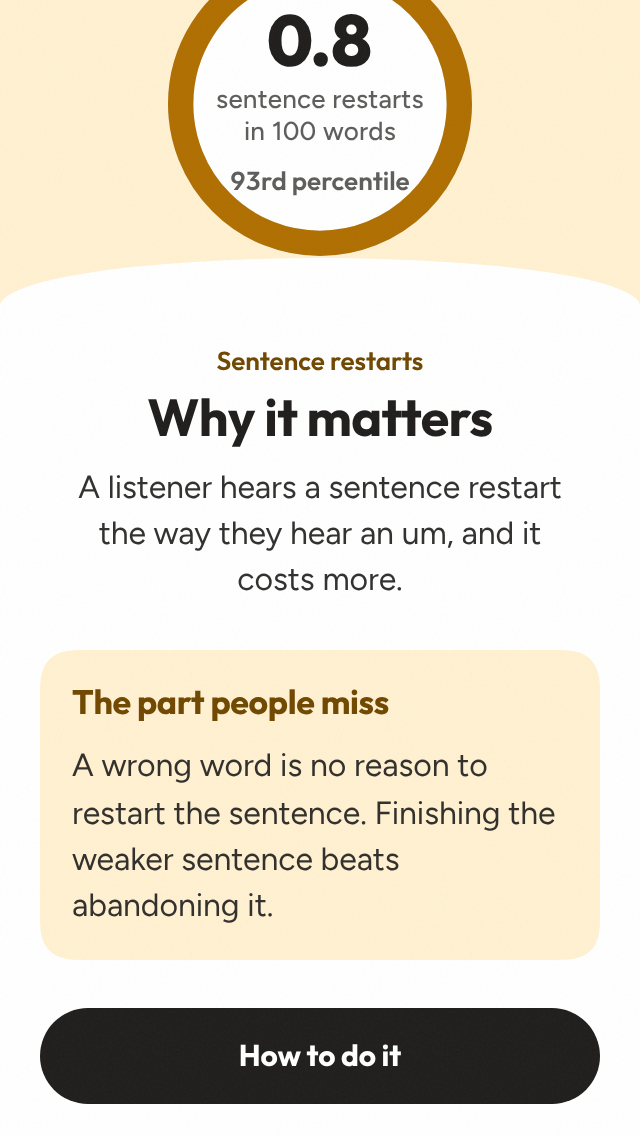 0.8
sentence restarts
in 100 words
93rd percentile
Sentence restarts
Why it matters
A listener hears a sentence restart
the way they hear an um, and it
costs more.
The part people miss
A wrong word is no reason to
restart the sentence. Finishing the
weaker sentence beats
abandoning it.
How to do it